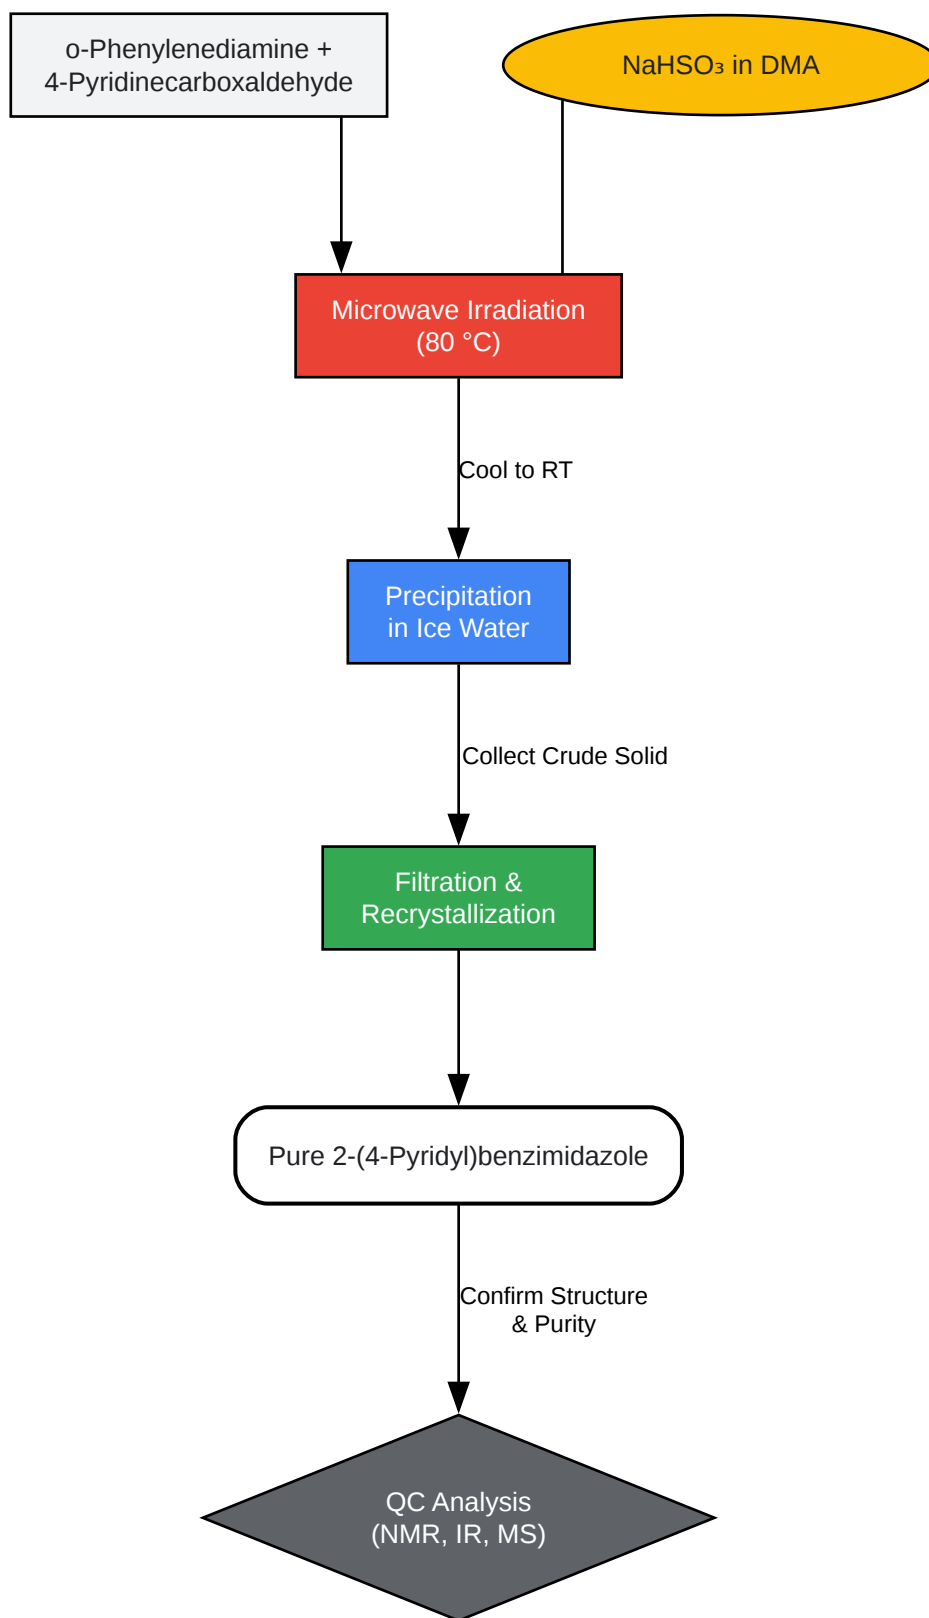 o-Phenylenediamine +
4-Pyridinecarboxaldehyde
NaHSO₃ in DMA
Microwave Irradiation
(80 °C)
Cool to RT
Precipitation
in Ice Water
Collect Crude Solid
Filtration &
Recrystallization
Pure 2-(4-Pyridyl)benzimidazole
Confirm Structure
& Purity
QC Analysis
(NMR, IR, MS)